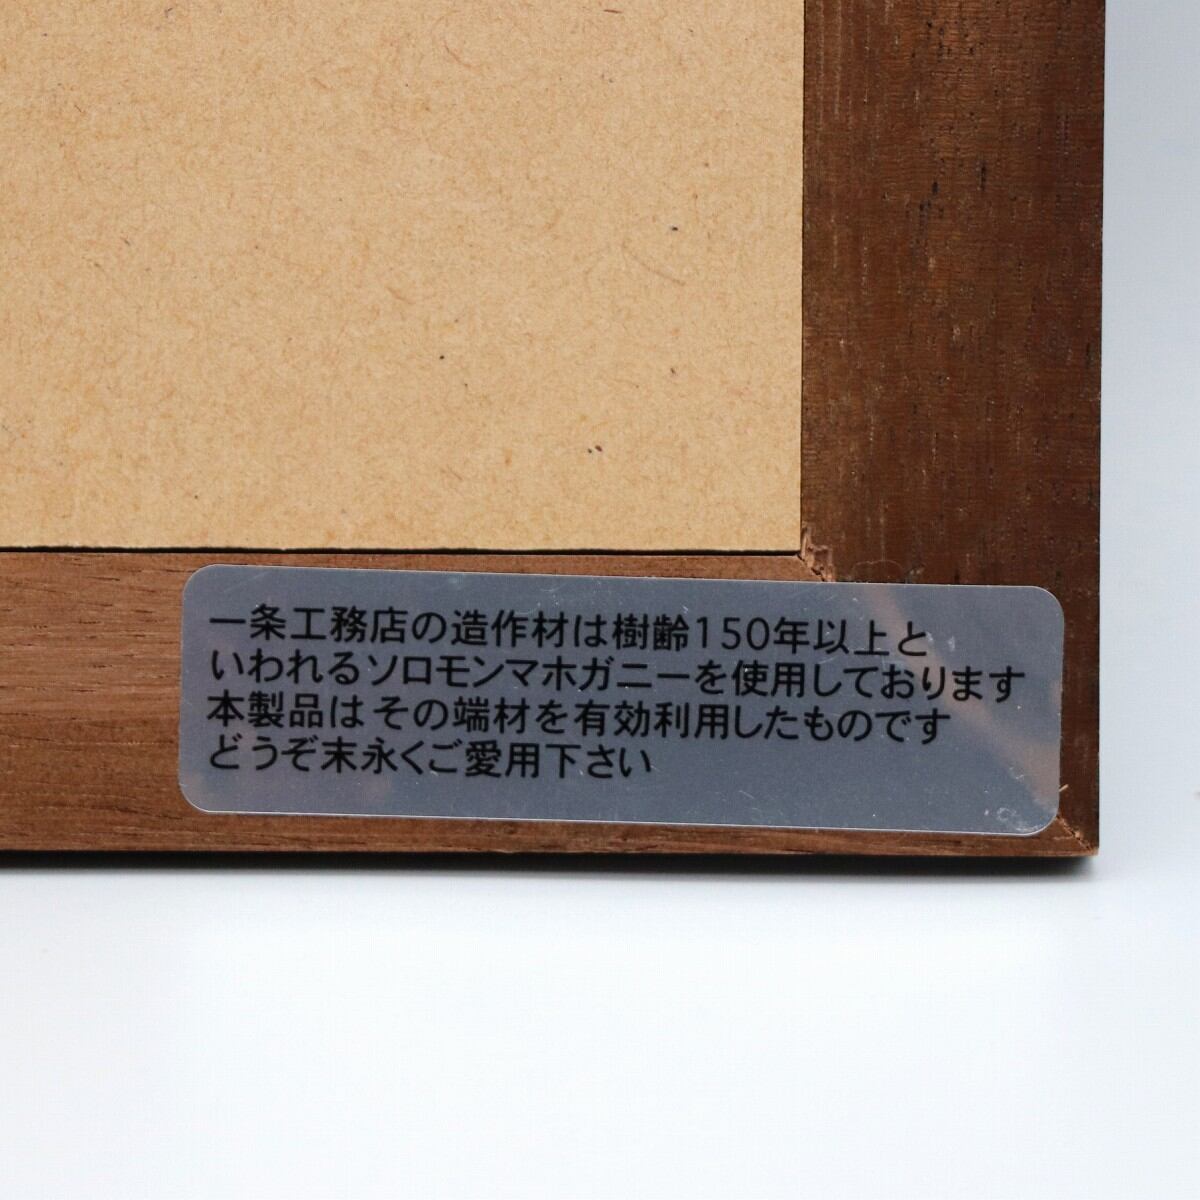 一条工務店の造作材は樹齢150年以上と
いわれるソロモンマホガニーを使用しております
本製品はその端材を有効利用したものです
どうぞ末永くご愛用下さい